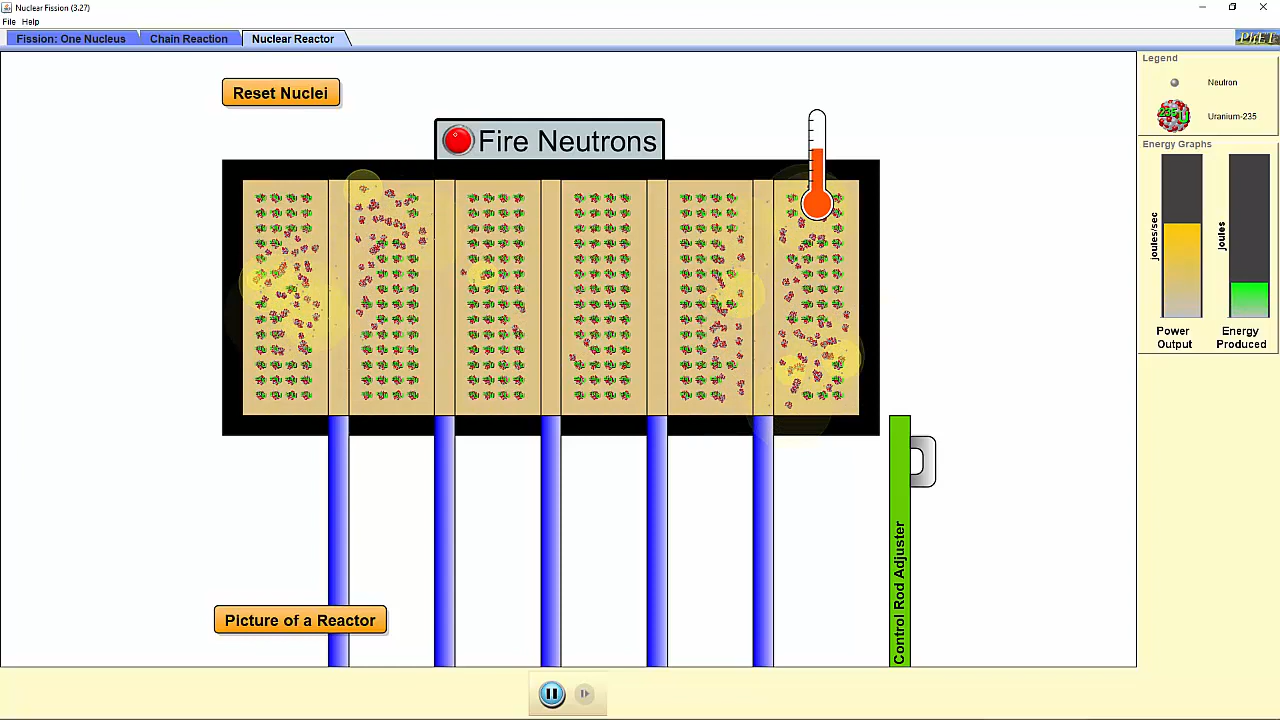 Nuclear Fission (3.27)
File Help
Fission: One Nucleus
Chain Reaction
Nuclear Reactor
PhET
Reset Nuclei
Fire Neutrons
Legend
Neutron
235
U
Uranium-235
Energy Graphs
joules/sec
Joules
Power
Output
Energy
Produced
Control Rod Adjuster
Picture of a Reactor